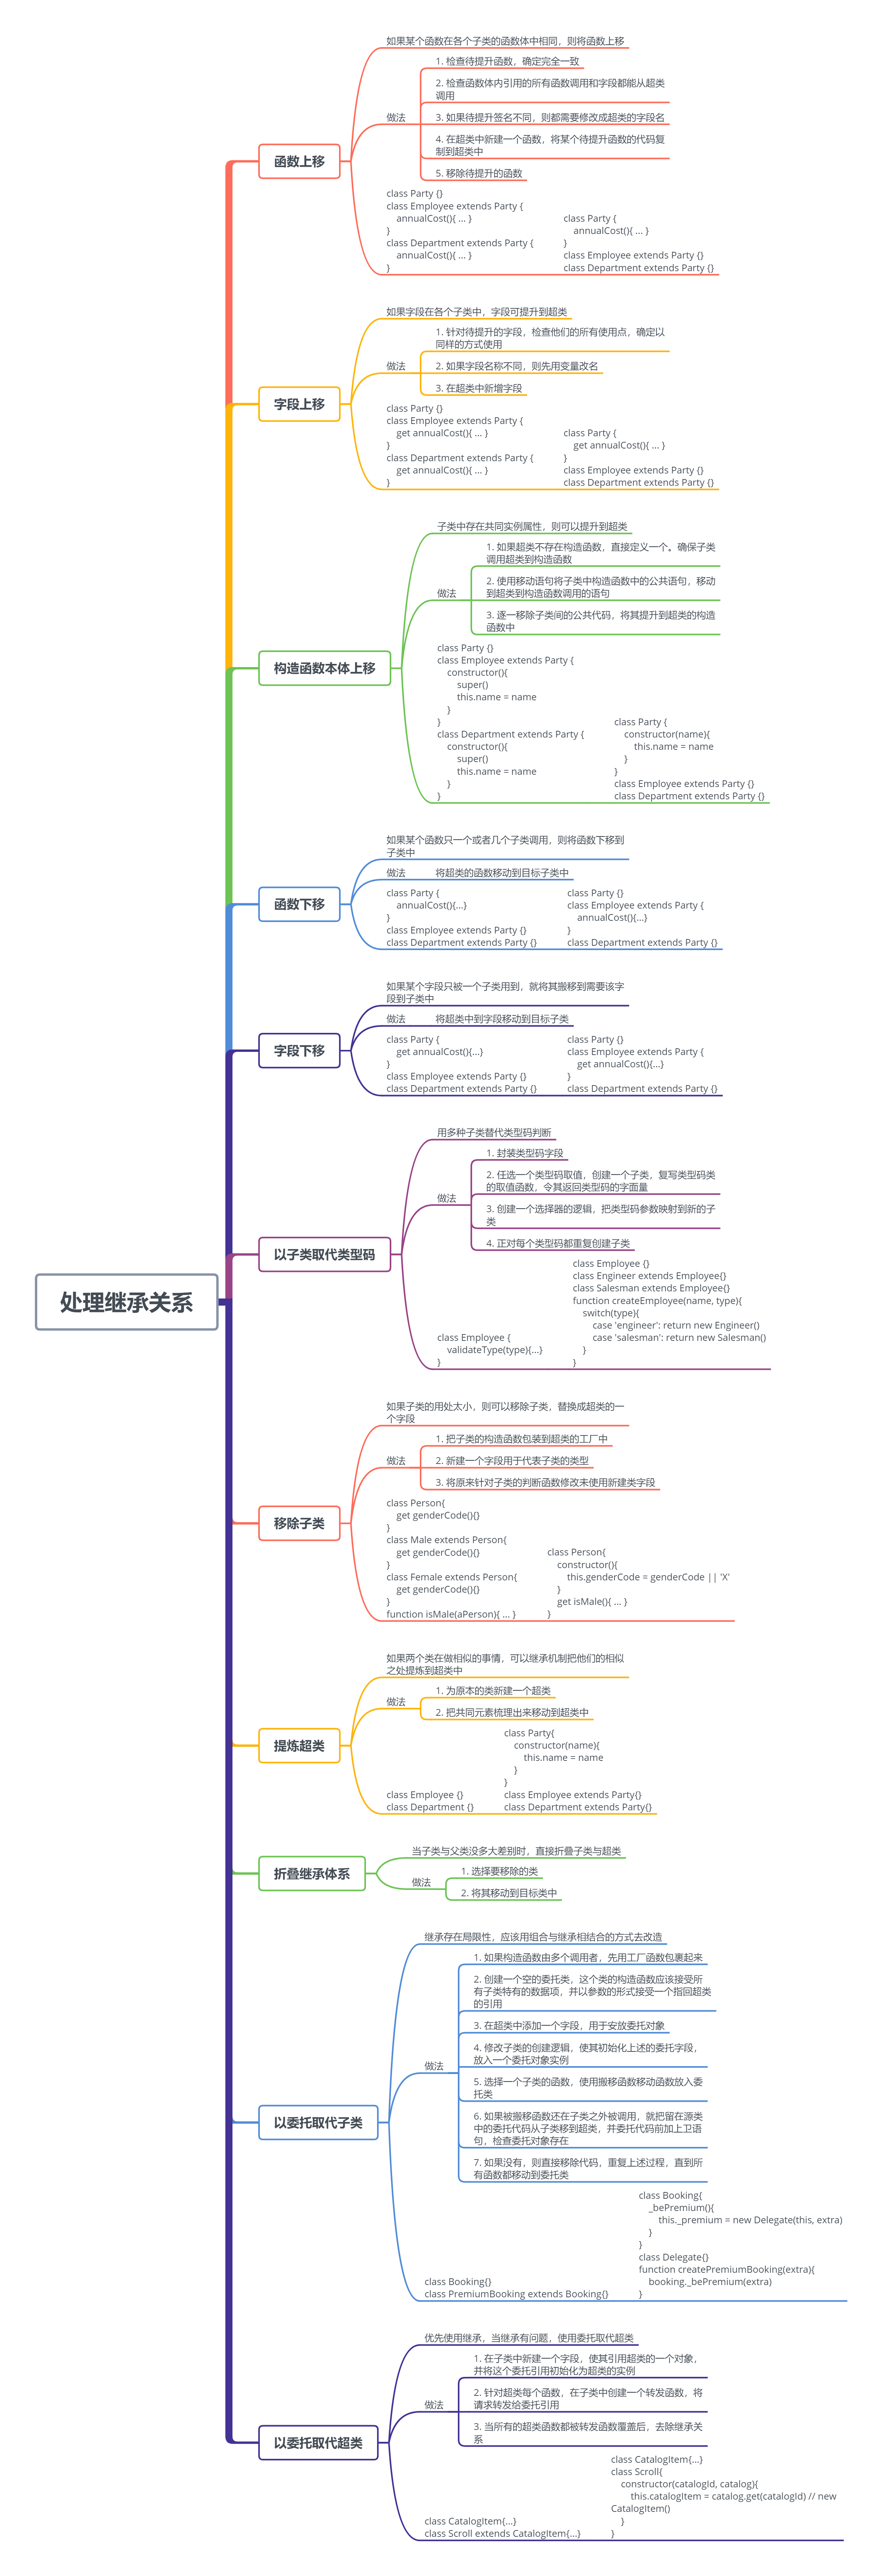 处理继承关系
函数上移
如果某个函数在各个子类的函数体中相同，则将函数上移
做法
1. 检查待提升函数，确定完全一致
2. 检查函数体内引用的所有函数调用和字段都能从超类
调用
3. 如果待提升签名不同，则都需要修改成超类的字段名
4. 在超类中新建一个函数，将某个待提升函数的代码复
制到超类中
5. 移除待提升的函数
class Party {}
class Employee extends Party {
annualCost(){ ... }
}
class Department extends Party {
annualCost(){ ... }
}
class Party {
annualCost(){ ... }
}
class Employee extends Party {}
class Department extends Party {}
字段上移
如果字段在各个子类中，字段可提升到超类
做法
1. 针对待提升的字段，检查他们的所有使用点，确定以
同样的方式使用
2. 如果字段名称不同，则先用变量改名
3. 在超类中新增字段
class Party {}
class Employee extends Party {
get annualCost(){ ... }
}
class Department extends Party {
get annualCost(){ ... }
}
class Party {
get annualCost(){ ... }
}
class Employee extends Party {}
class Department extends Party {}
构造函数本体上移
子类中存在共同实例属性，则可以提升到超类
做法
1. 如果超类不存在构造函数，直接定义一个。确保子类
调用超类到构造函数
2. 使用移动语句将子类中构造函数中的公共语句，移动
到超类到构造函数调用的语句
3. 逐一移除子类间的公共代码，将其提升到超类的构造
函数中
class Party {}
class Employee extends Party {
constructor(){
super()
this.name = name
}
}
class Department extends Party {
constructor(){
super()
this.name = name
}
}
class Party {
constructor(name){
this.name = name
}
}
class Employee extends Party {}
class Department extends Party {}
函数下移
如果某个函数只一个或者几个子类调用，则将函数下移到
子类中
做法
将超类的函数移动到目标子类中
class Party {
annualCost(){...}
}
class Employee extends Party {}
class Department extends Party {}
class Party {}
class Employee extends Party {
annualCost(){...}
}
class Department extends Party {}
字段下移
如果某个字段只被一个子类用到，就将其搬移到需要该字
段到子类中
做法
将超类中到字段移动到目标子类
class Party {
get annualCost(){...}
}
class Employee extends Party {}
class Department extends Party {}
class Party {}
class Employee extends Party {
get annualCost(){...}
}
class Department extends Party {}
以子类取代类型码
用多种子类替代类型码判断
做法
1. 封装类型码字段
2. 任选一个类型码取值，创建一个子类，复写类型码类
的取值函数，令其返回类型码的字面量
3. 创建一个选择器的逻辑，把类型码参数映射到新的子
类
4. 正对每个类型码都重复创建子类
class Employee {
validateType(type){...}
}
class Employee {}
class Engineer extends Employee{}
class Salesman extends Employee{}
function createEmployee(name, type){
switch(type){
case 'engineer': return new Engineer()
case 'salesman': return new Salesman()
}
}
移除子类
如果子类的用处太小，则可以移除子类，替换成超类的一
个字段
做法
1. 把子类的构造函数包装到超类的工厂中
2. 新建一个字段用于代表子类的类型
3. 将原来针对子类的判断函数修改未使用新建类字段
class Person{
get genderCode(){}
}
class Male extends Person{
get genderCode(){}
}
class Female extends Person{
get genderCode(){}
}
function isMale(aPerson){ ... }
class Person{
constructor(){
this.genderCode = genderCode || 'X'
}
get isMale(){ ... }
}
提炼超类
如果两个类在做相似的事情，可以继承机制把他们的相似
之处提炼到超类中
做法
1. 为原本的类新建一个超类
2. 把共同元素梳理出来移动到超类中
class Employee {}
class Department {}
class Party{
constructor(name){
this.name = name
}
}
class Employee extends Party{}
class Department extends Party{}
折叠继承体系
当子类与父类没多大差别时，直接折叠子类与超类
做法
1. 选择要移除的类
2. 将其移动到目标类中
以委托取代子类
继承存在局限性，应该用组合与继承相结合的方式去改造
做法
1. 如果构造函数由多个调用者，先用工厂函数包裹起来
2. 创建一个空的委托类，这个类的构造函数应该接受所
有子类特有的数据项，并以参数的形式接受一个指回超类
的引用
3. 在超类中添加一个字段，用于安放委托对象
4. 修改子类的创建逻辑，使其初始化上述的委托字段，
放入一个委托对象实例
5. 选择一个子类的函数，使用搬移函数移动函数放入委
托类
6. 如果被搬移函数还在子类之外被调用，就把留在源类
中的委托代码从子类移到超类，并委托代码前加上卫语
句，检查委托对象存在
7. 如果没有，则直接移除代码，重复上述过程，直到所
有函数都移动到委托类
class Booking{}
class PremiumBooking extends Booking{}
class Booking{
_bePremium(){
this._premium = new Delegate(this, extra)
}
}
class Delegate{}
function createPremiumBooking(extra){
booking._bePremium(extra)
}
以委托取代超类
优先使用继承，当继承有问题，使用委托取代超类
做法
1. 在子类中新建一个字段，使其引用超类的一个对象，
并将这个委托引用初始化为超类的实例
2. 针对超类每个函数，在子类中创建一个转发函数，将
请求转发给委托引用
3. 当所有的超类函数都被转发函数覆盖后，去除继承关
系
class CatalogItem{...}
class Scroll extends CatalogItem{...}
class CatalogItem{...}
class Scroll{
constructor(catalogId, catalog){
this.catalogItem = catalog.get(catalogId) // new
CatalogItem()
}
}